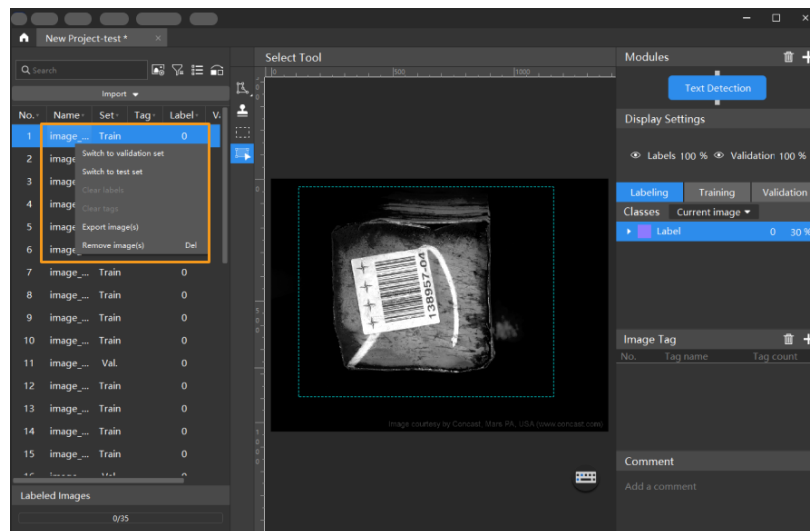 New Project-test *
Search
Import
No. Name Set Tag Label V.
1 image_... Train 0
Switch to validation set
Switch to test set
Clear labels
Clear tags
Export image(s)
Remove image(s) Del
2 image
3 image
4 image
5 image
6 image
7 image_... Train 0
8 image_... Train 0
9 image_... Train 0
10 image_... Train 0
11 image_... Val. 0
12 image_... Train 0
13 image_... Train 0
14 image_... Train 0
15 image_... Train 0
Labeled Images
0/35
Select Tool
0 500 1000
138957-04
Image courtesy by Concast, Mars PA, USA (www.concast.com)
Modules
Text Detection
Display Settings
Labels 100 % Validation 100 %
Labeling Training Validation
Classes Current image
Label 0 30 %
Image Tag
No. Tag name Tag count
Comment
Add a comment